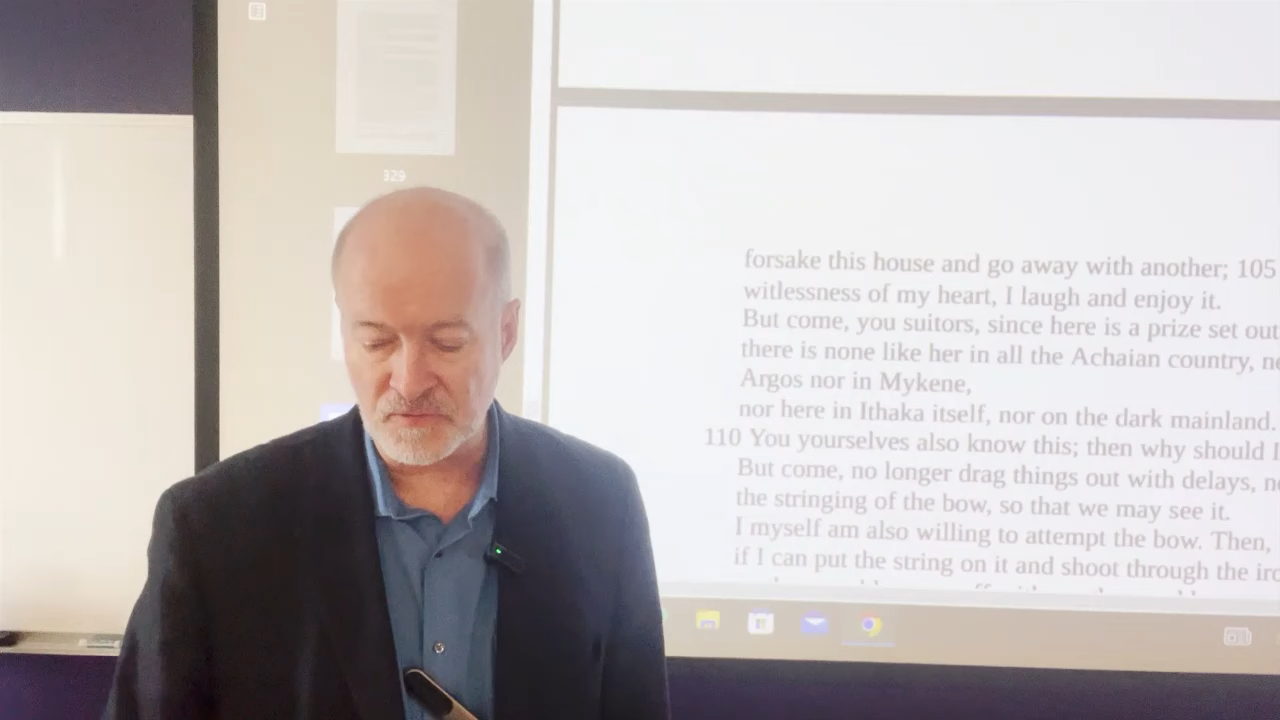 329
forsake this house and go away with another; 105
witlessness of my heart, I laugh and enjoy it.
But come, you suitors, since here is a prize set out
there is none like her in all the Achaian country,
Argos nor in Mykene,
nor here in Ithaka itself, nor on the dark mainland.
110 You yourselves also know this; then why should I
But come, no longer drag things out with delays,
the stringing of the bow, so that we may see it.
I myself am also willing to attempt the bow. Then,
if I can put the string on it and shoot through the